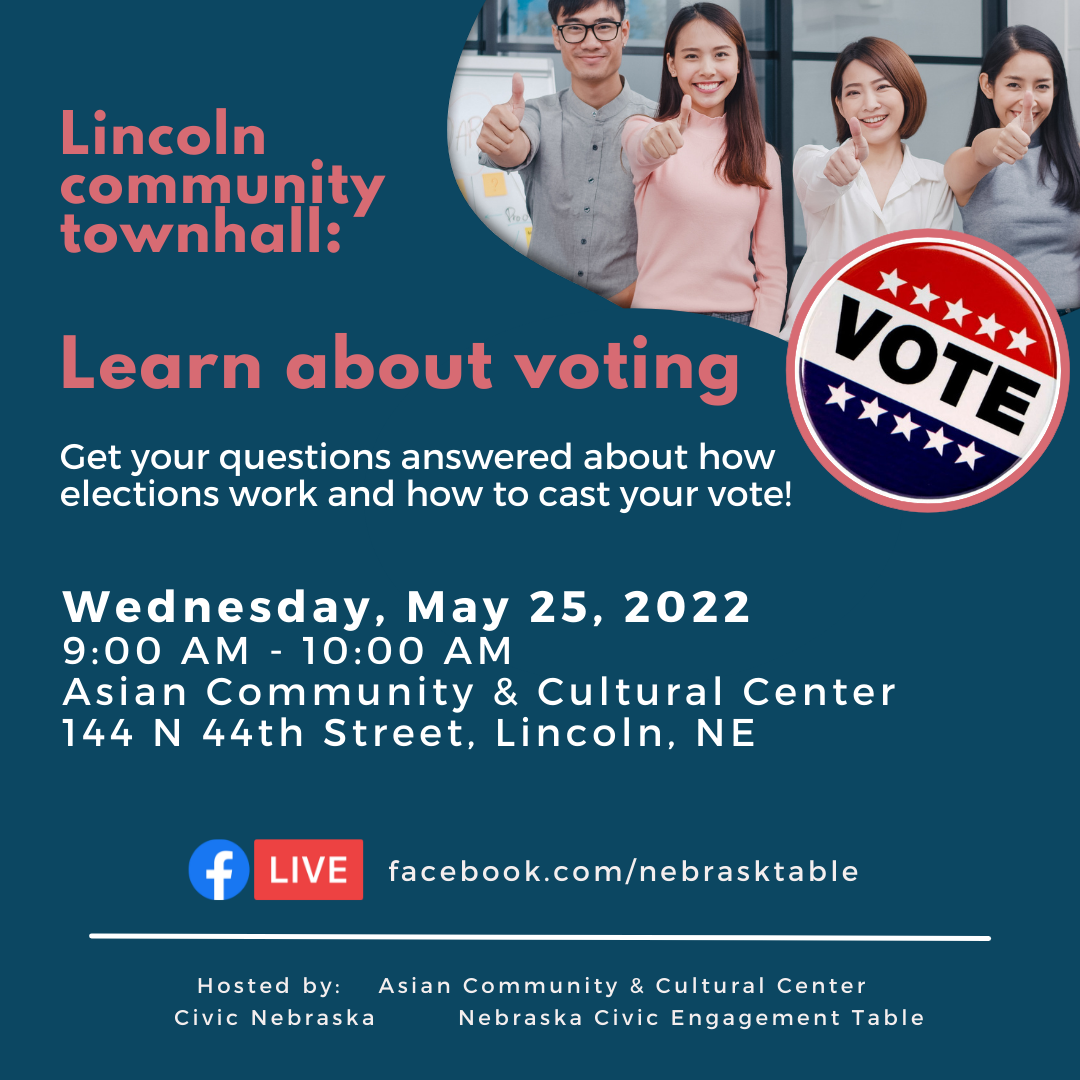 Lincoln
community
townhall:
VOTE
Learn about voting
Get your questions answered about how
elections work and how to cast your vote!
Wednesday, May 25, 2022
9:00 AM - 10:00 AM
Asian Community & Cultural Center
144 N 44th Street, Lincoln, NE
f LIVE facebook.com/nebrasktable
Hosted by: Asian Community & Cultural Center
Civic Nebraska Nebraska Civic Engagement Table